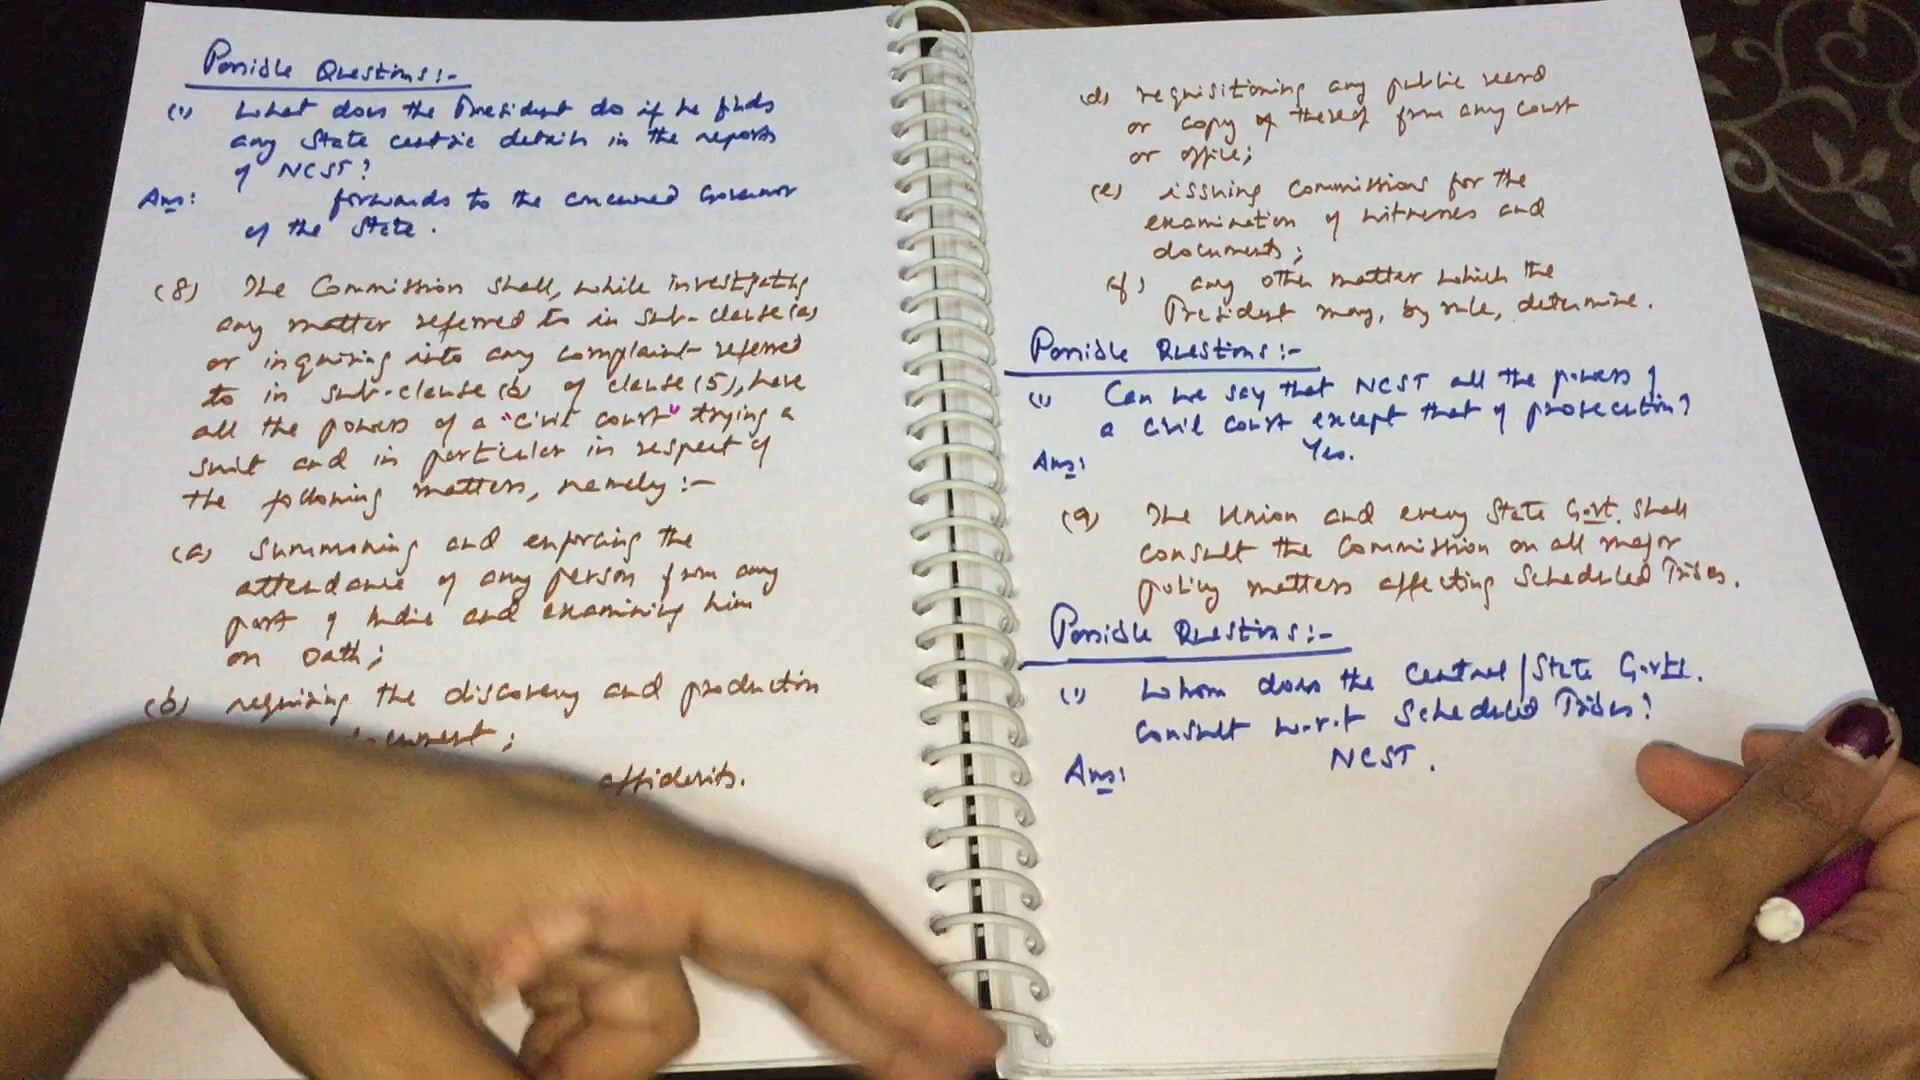 Possible Questions:-
(1) What does the President do if he finds
any State centric details in the reports
of NCST?
Ans: forwards to the concerned Governor
of the State.
(8) The Commission shall, while investigating
any matter referred to in sub-clause(a)
or inquiring into any complaint referred
to in sub-clause (b) of clause (5), have
all the powers of a "civil court" trying a
suit and in particular in respect of
the following matters, namely:-
(a) summoning and enforcing the
attendance of any person from any
part of India and examining him
on oath;
(b) requiring the discovery and production
document;
affidavits.
(d) requisitioning any public record
or copy of thereof from any court
or office;
(e) issuing Commissions for the
examination of witnesses and
documents;
(f) any other matter which the
President may, by rule, determine.
Possible Questions:-
(1) Can we say that NCST all the powers of
a civil court except that of prosecution?
Ans: Yes.
(9) The Union and every State Govt. shall
consult the Commission on all major
policy matters affecting Scheduled Tribes.
Possible Questions:-
(1) Whom does the Central/State Govt.
consult w.r.t Scheduled Tribes?
Ans: NCST.